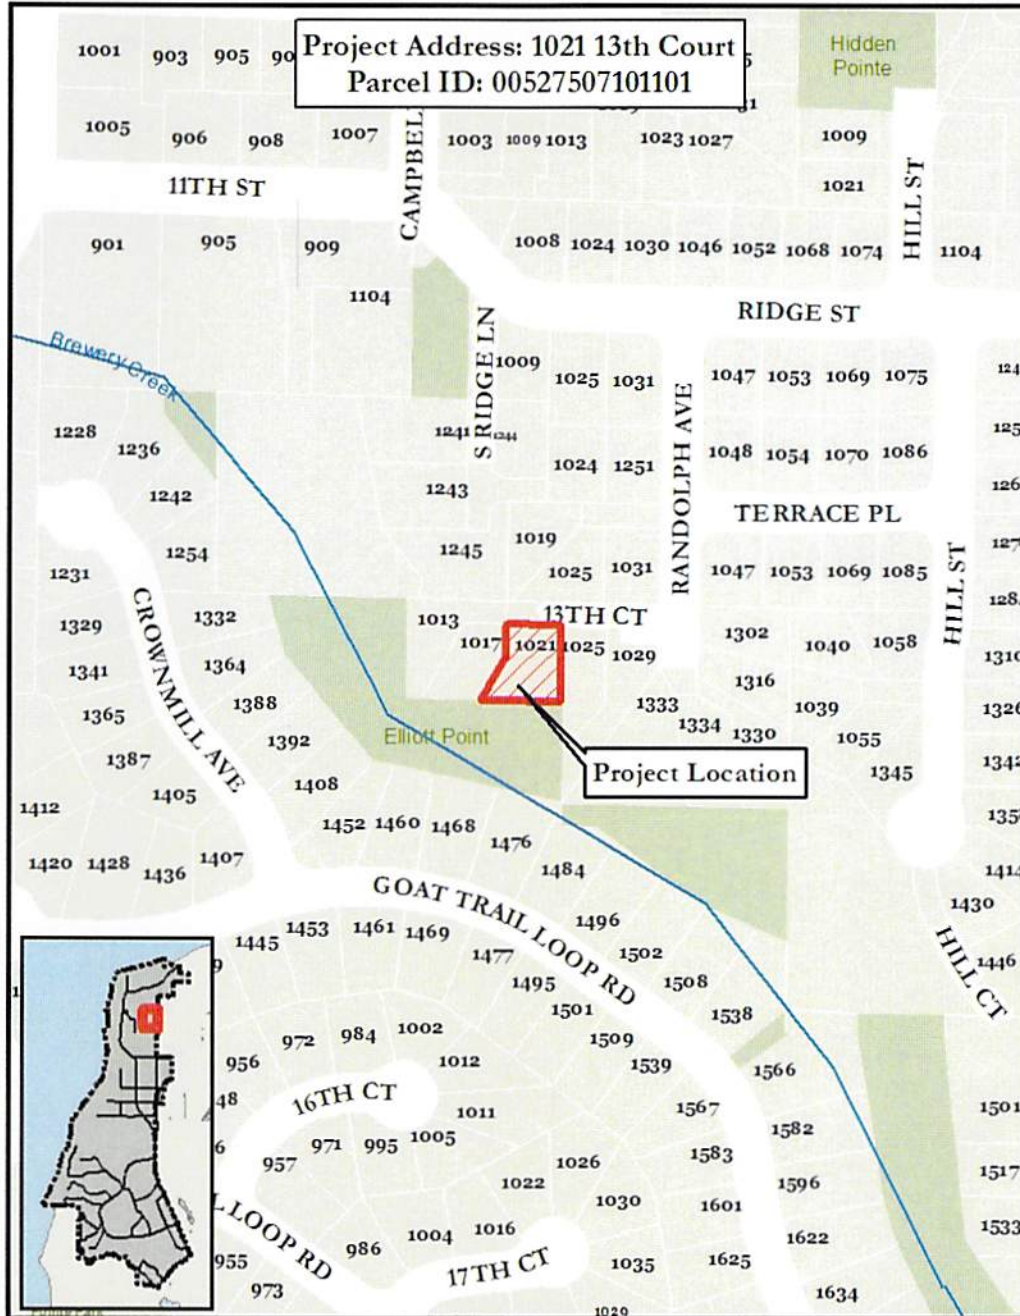 Project Address: 1021 13th Court
Parcel ID: 00527507101101
Hidden
Pointe
1001 903 905
1005 906 908 1007 1003 1009 1013 1023 1027 1009
11TH ST
1021
CAMPBEL
HILL ST
901 905 909 1008 1024 1030 1046 1052 1068 1074 1104
1104
RIDGE ST
Brewery Creek
S RIDGE LN
1009 1025 1031 1047 1053 1069 1075
RANDOLPH AVE
1228 1236 1241 1244 1024 1251 1048 1054 1070 1086
1242 1243
TERRACE PL
1254 1245 1019
1025 1031 1047 1053 1069 1085
HILL ST
1231
CROWNMILL AVE
1329 1332 1013 13TH CT 1302 1040 1058
1341 1364 1017 1021 1025 1029 1316 1310
1365 1388 1333 1334 1330 1039 1326
1387 1392 Elliott Point 1055 1342
Project Location
1345
1412 1405 1408
1452 1460 1468 1476 1484
1420 1428 1436 1407 1414
GOAT TRAIL LOOP RD
1496 1430
1445 1453 1461 1469 1477 1502 1446
HILL CT
1495 1508
1501 1538
972 984 1002 1509
956 1012 1539 1566
16TH CT
1011 1567 1501
971 995 1005 1582
957 1026 1583 1517
1022 1030 1596
1601
L LOOP RD
1004 1016 1622 1533
955 986 1035 1625
17TH CT
973 1634
1029